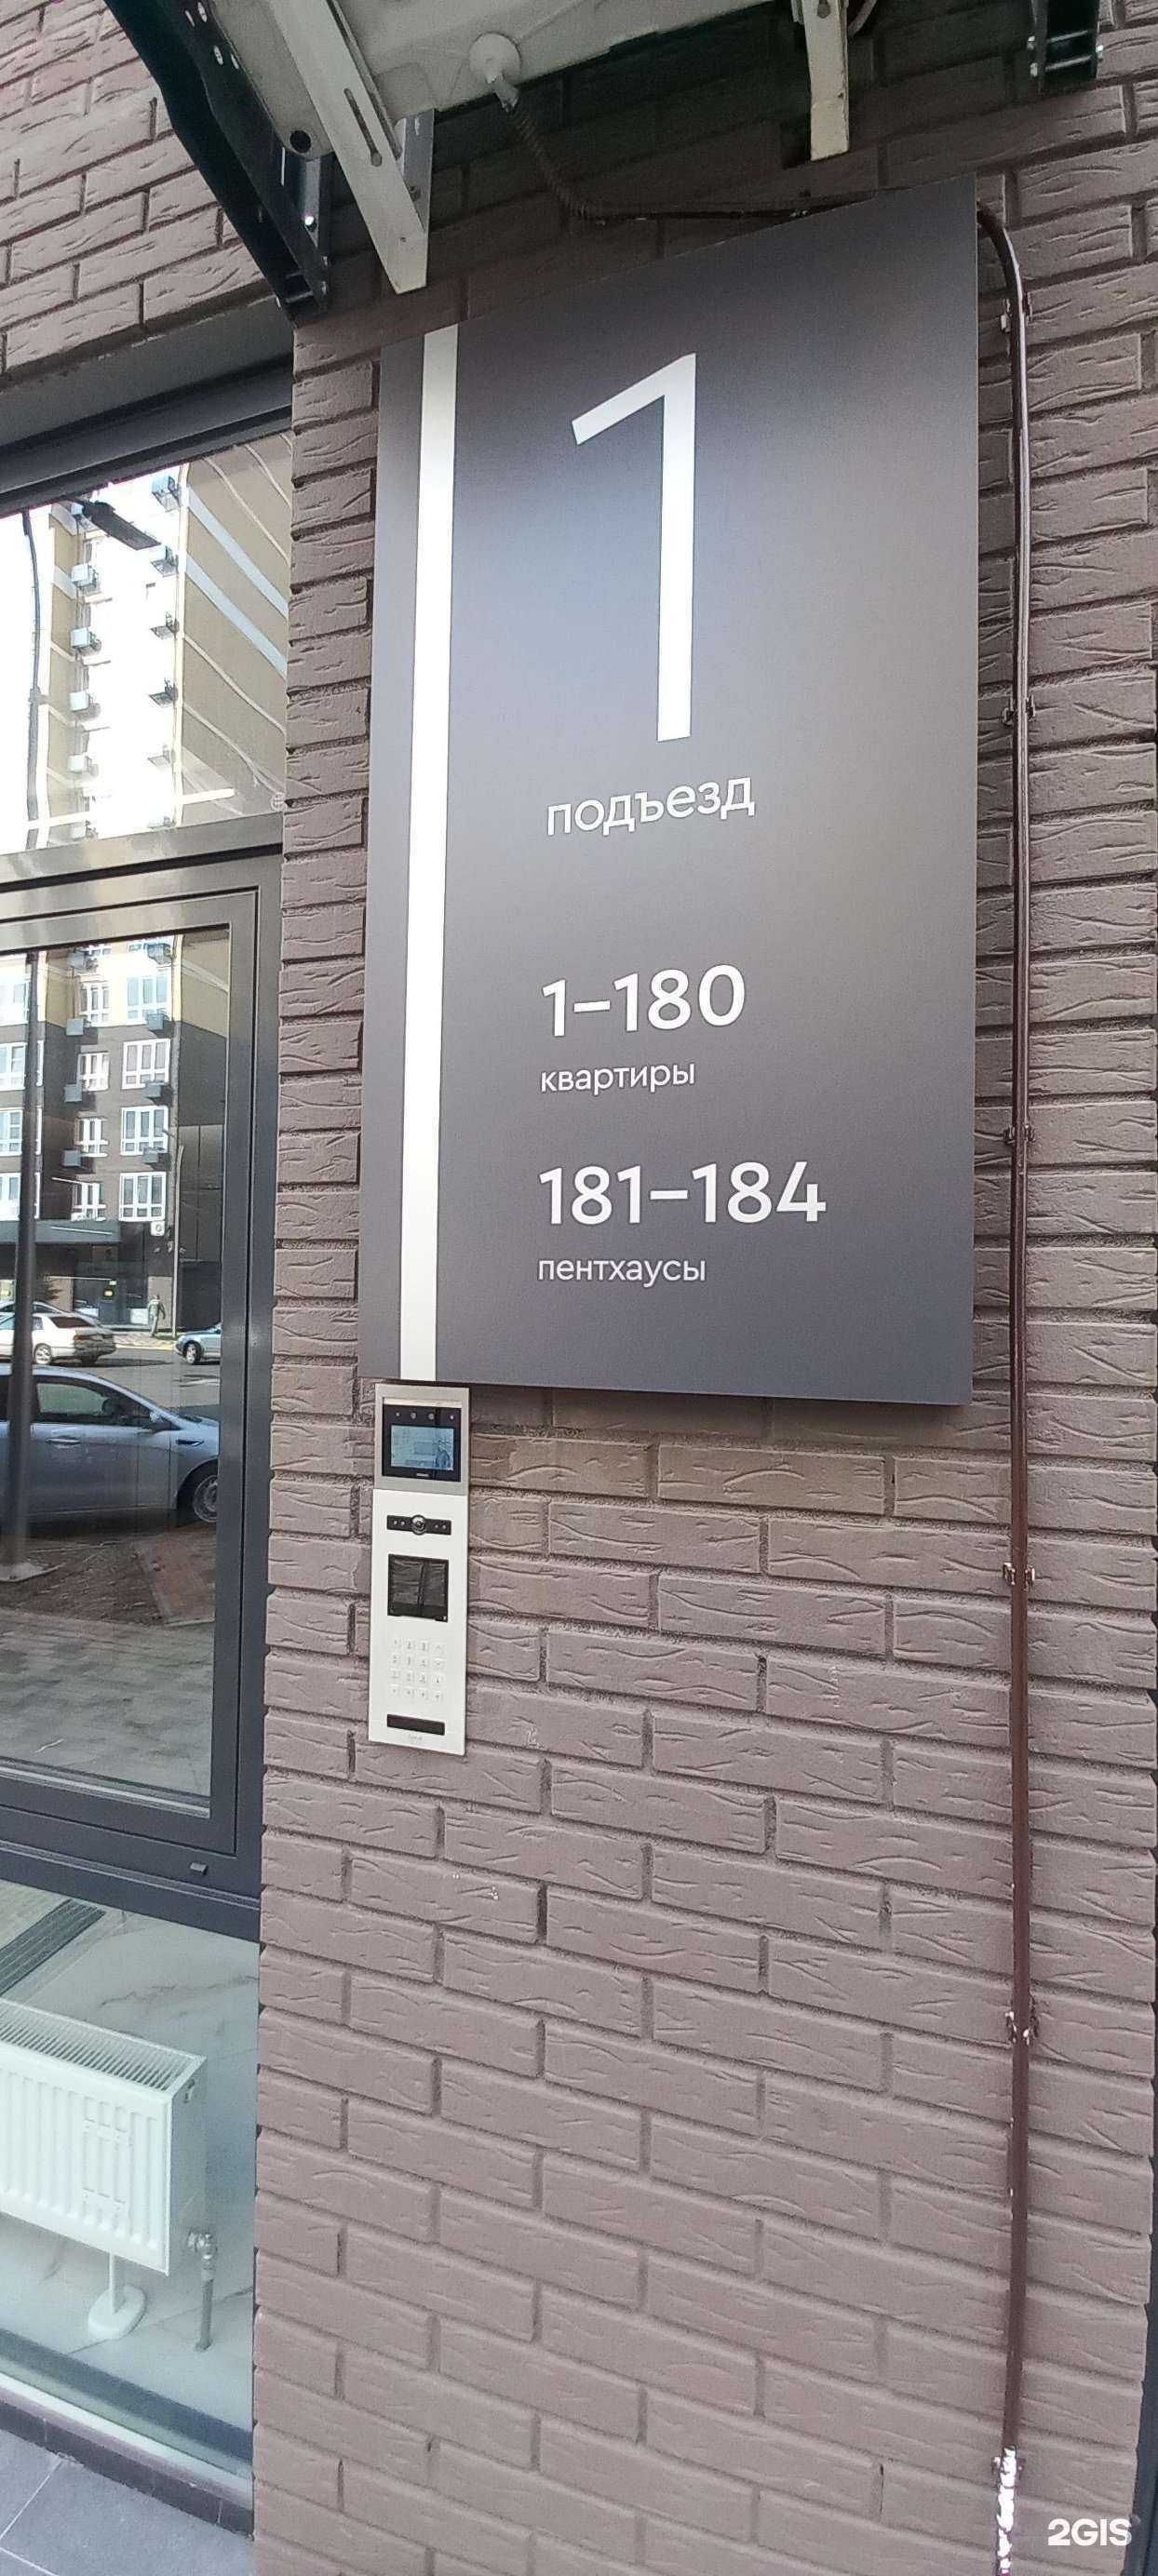 1
подъезд
1–180
квартиры
181–184
пентхаусы
2GIS